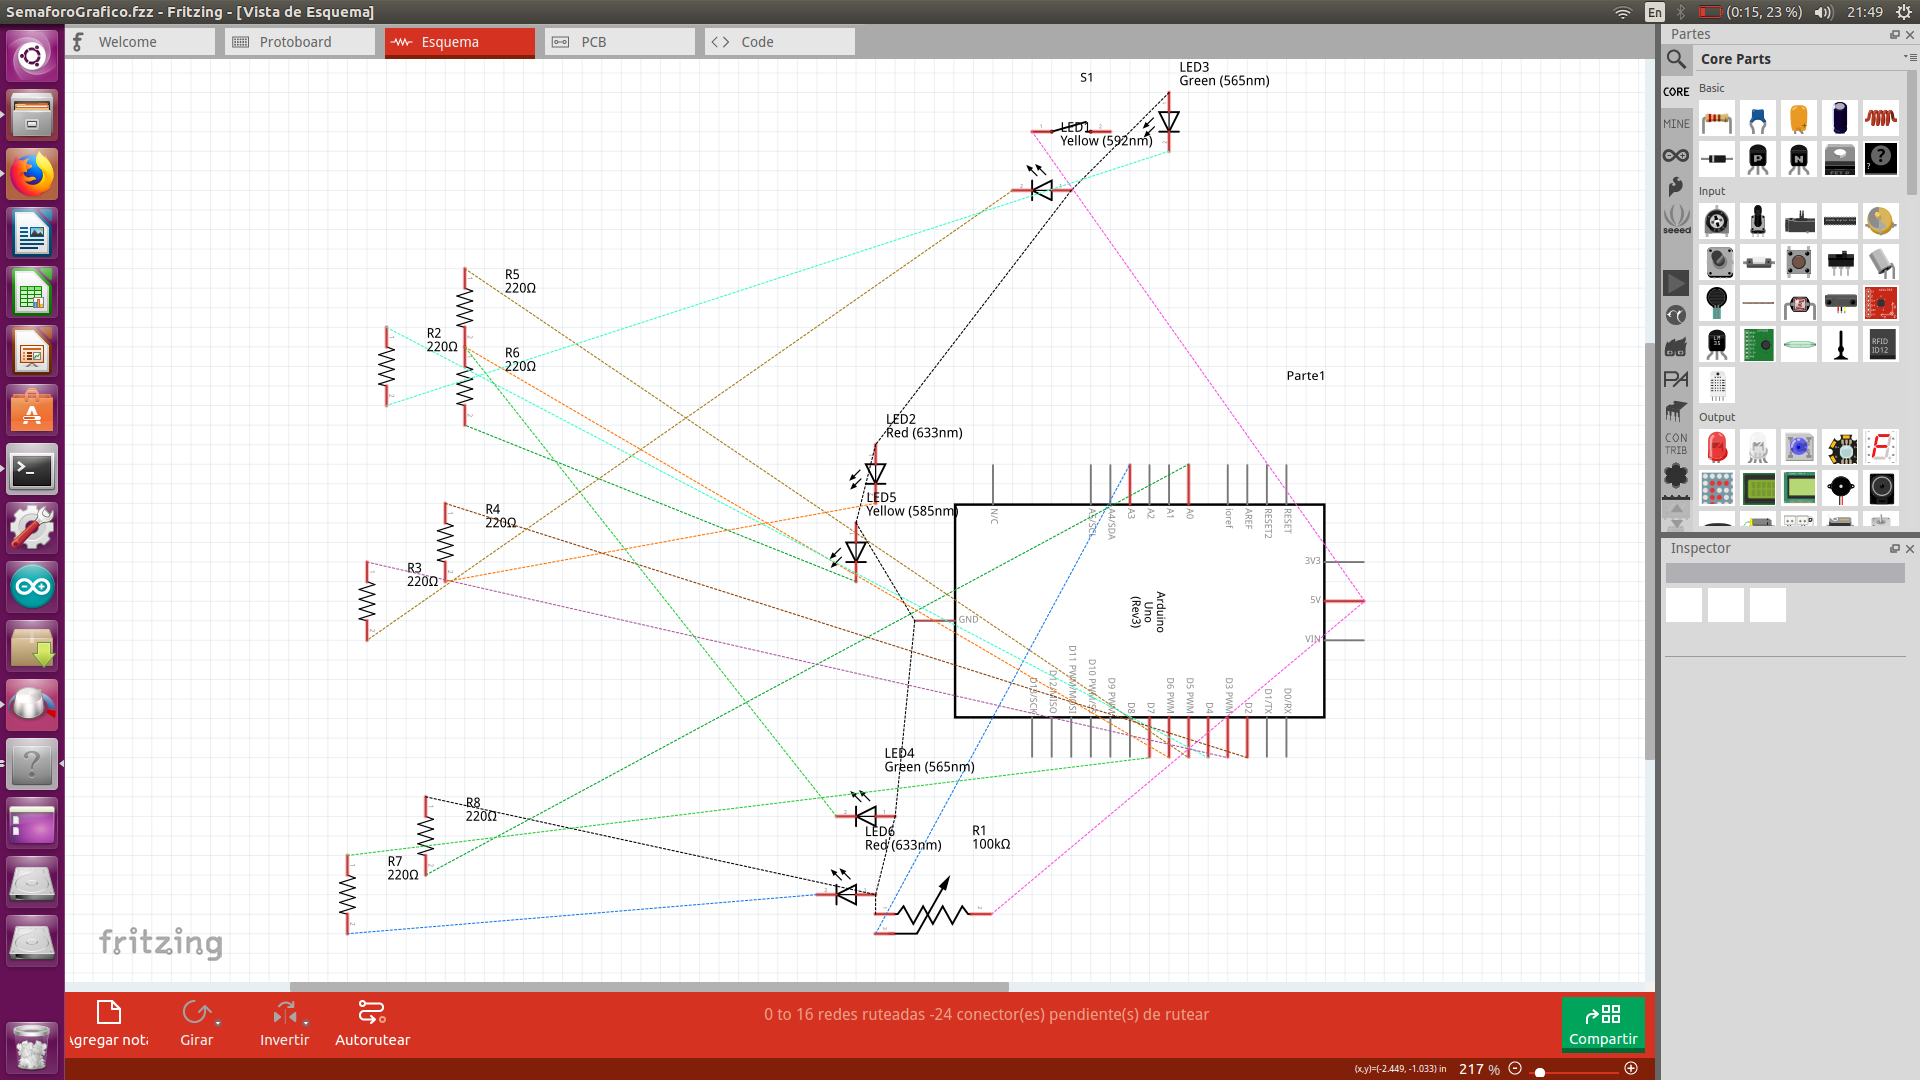 SemaforoGrafico.fzz - Fritzing - [Vista de Esquema]
En
(0:15, 23 %)
21:49
Welcome
Protoboard
Esquema
PCB
Code
Partes
Core Parts
CORE
MINE
seeed
PA
CON
TRIB
Basic
Input
Output
P
N
?
RFID
ID12
S1
LED3
Green (565nm)
LED1
Yellow (592nm)
R5
220Ω
R2
220Ω
R6
220Ω
Parte1
LED2
Red (633nm)
LED5
Yellow (585nm)
R4
220Ω
R3
220Ω
N/C
A4/SDA
A3
A2
A1
A0
ioref
AREF
RESET2
RESET
3V3
5V
VIN
GND
Arduino
Uno
(Rev3)
D13/SCK
D12/MISO
D11 PWM/MOSI
D9 PWM
D8
D7
D6 PWM
D5 PWM
D4
D3 PWM
D2
D1/TX
D0/RX
LED4
Green (565nm)
R8
220Ω
LED6
Red (633nm)
R1
100kΩ
R7
220Ω
fritzing
Inspector
Agregar nota
Girar
Invertir
Autorutear
0 to 16 redes ruteadas -24 conector(es) pendiente(s) de rutear
Compartir
(x,y)=(-2.449, -1.033) in
217 %